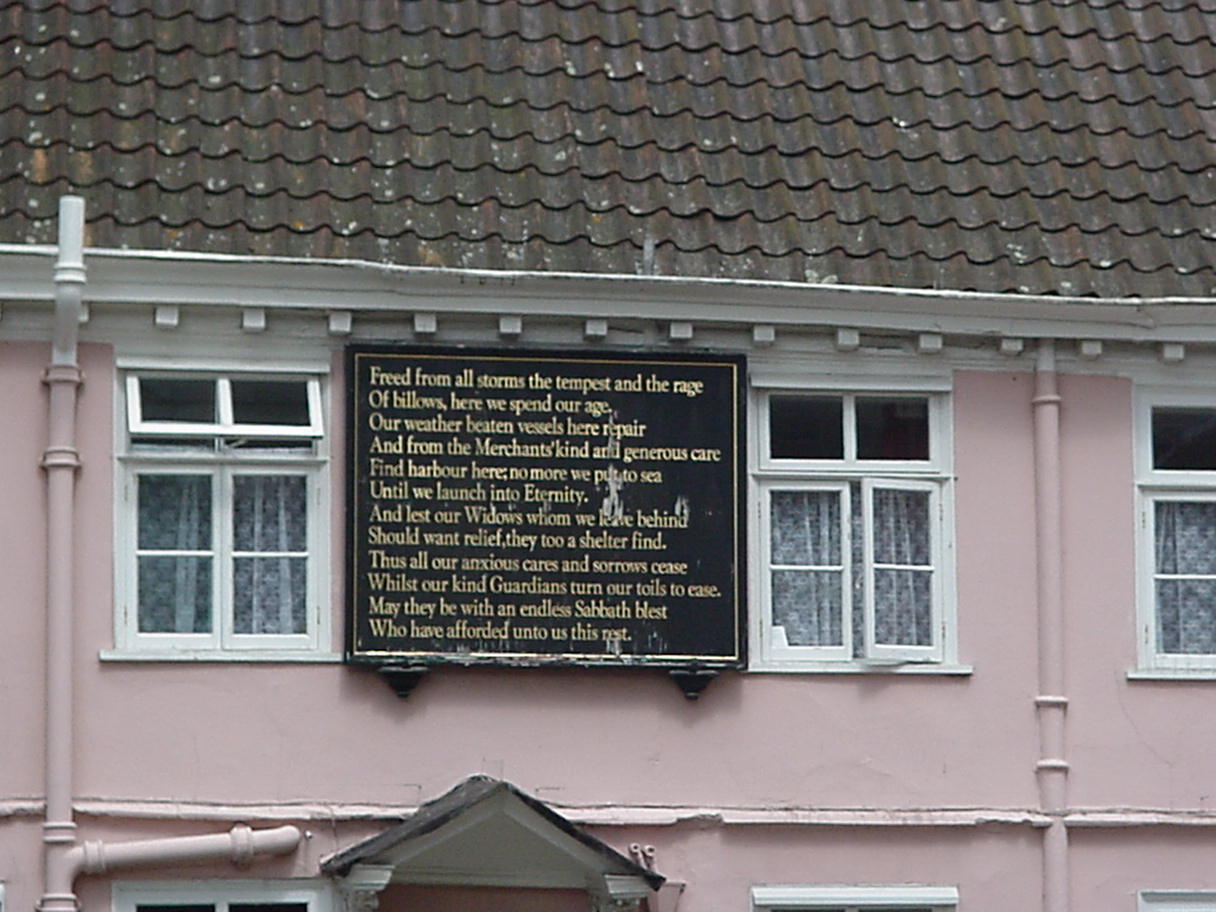 Freed from all storms the tempest and the rage
Of billows, here we spend our age.
Our weather beaten vessels here repair
And from the Merchants' kind and generous care
Find harbour here; no more we put to sea
Until we launch into Eternity.
And lest our Widows whom we leave behind
Should want relief, they too a shelter find.
Thus all our anxious cares and sorrows cease
Whilst our kind Guardians turn our toils to ease.
May they be with an endless Sabbath blest
Who have afforded unto us this rest.